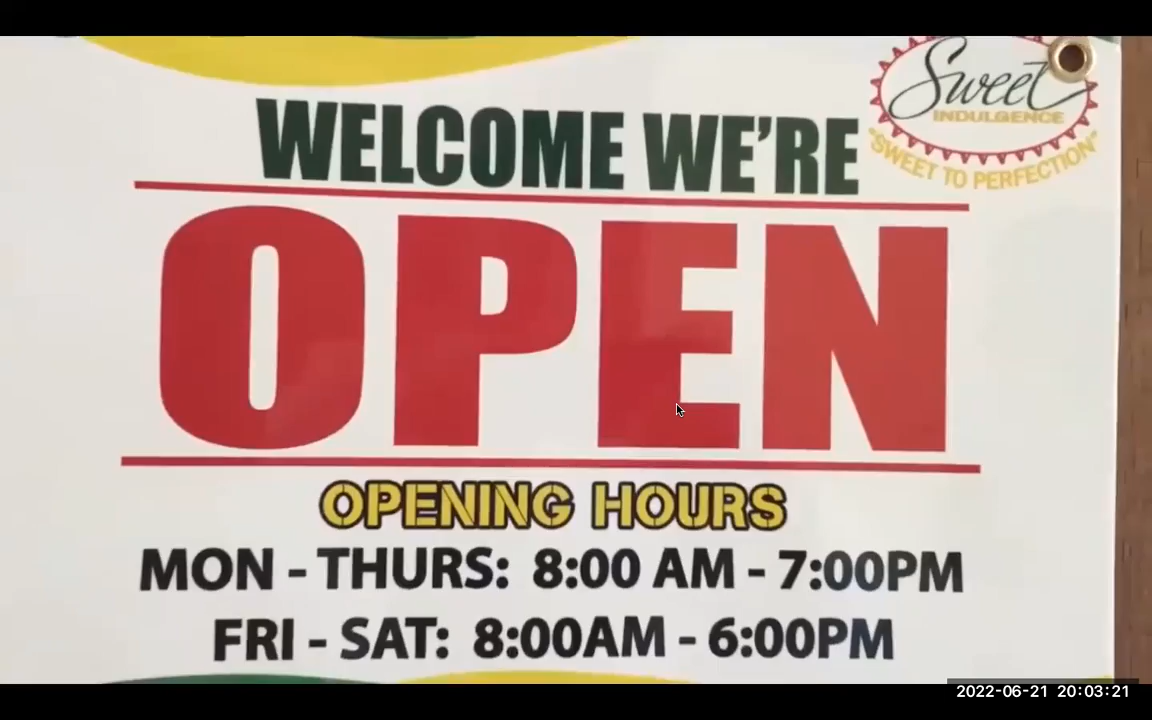 Sweet
INDULGENCE
"SWEET TO PERFECTION"
WELCOME WE'RE
OPEN
OPENING HOURS
MON - THURS: 8:00 AM - 7:00PM
FRI - SAT: 8:00AM - 6:00PM
2022-06-21 20:03:21